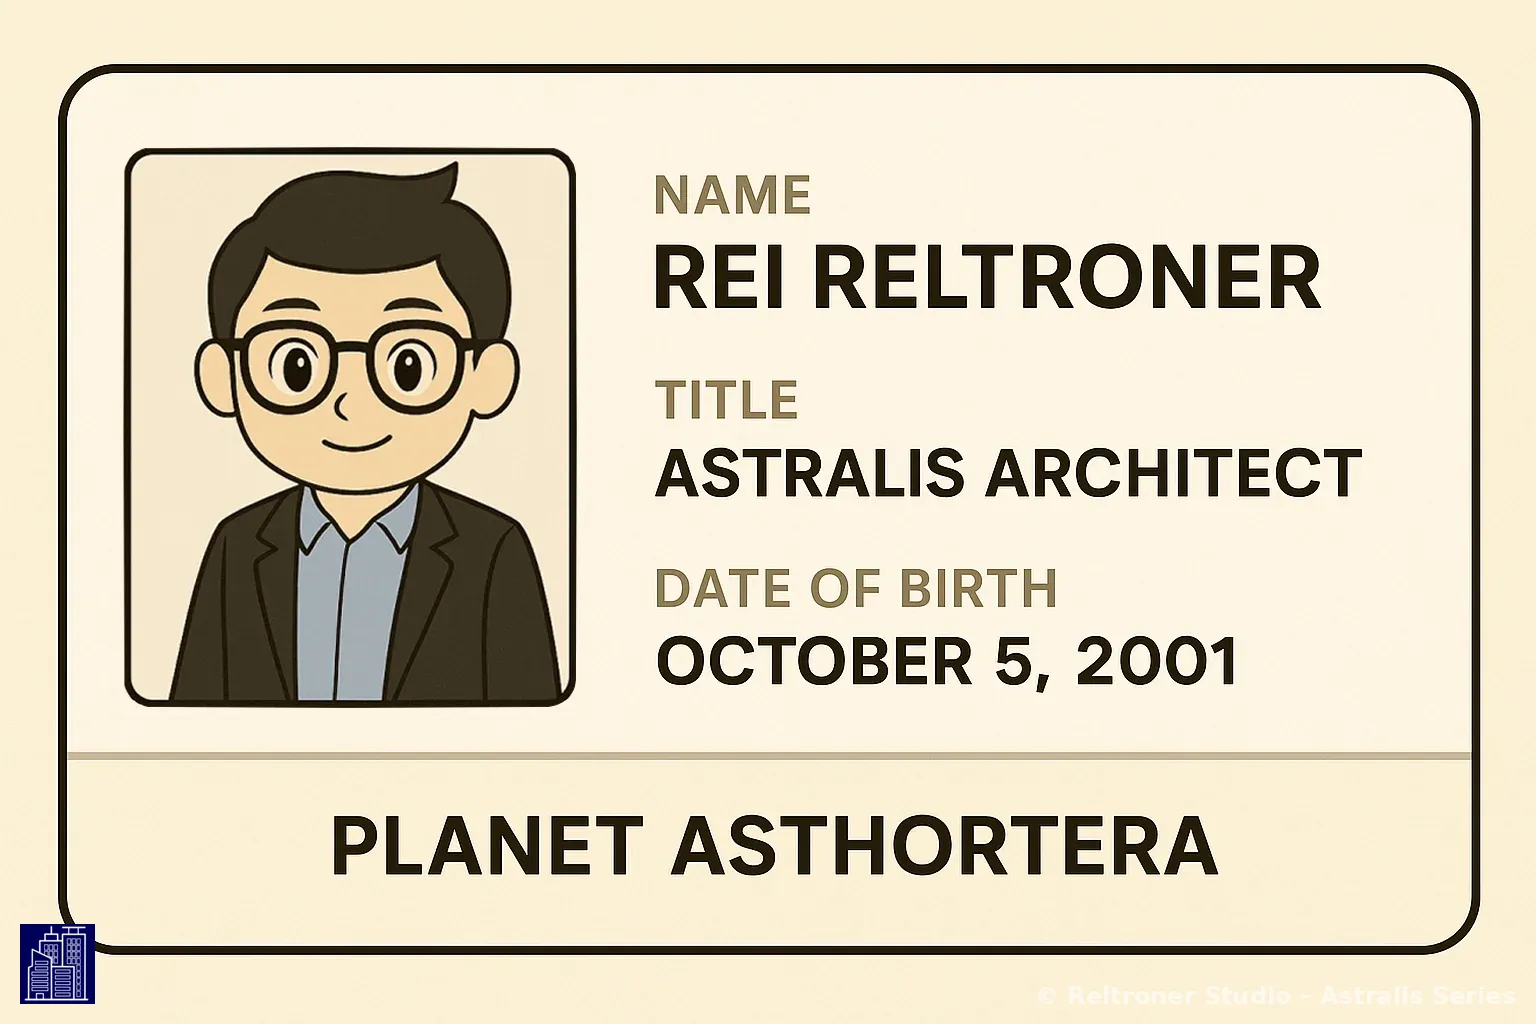 NAME
REI RELTRONER
TITLE
ASTRALIS ARCHITECT
DATE OF BIRTH
OCTOBER 5, 2001
PLANET ASTHORTERA
© Reltroner Studio – Astralis Series